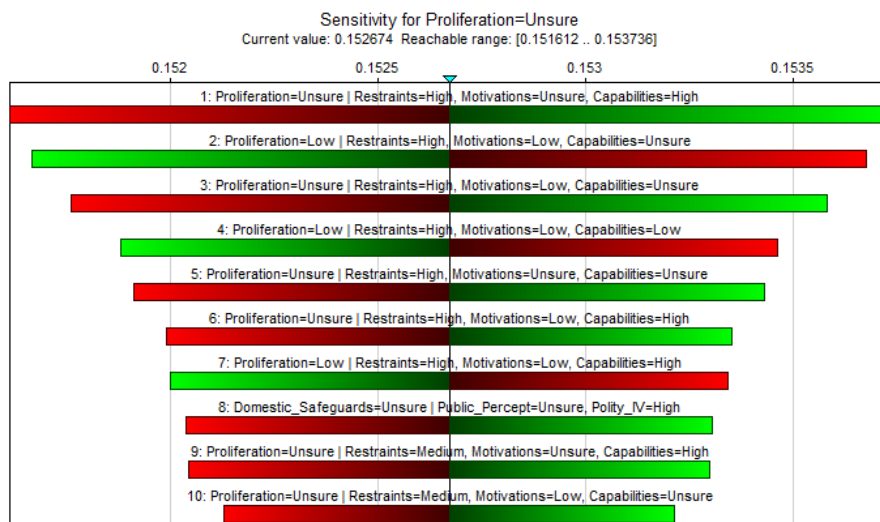 Sensitivity for Proliferation=Unsure
Current value: 0.152674 Reachable range: [0.151612 .. 0.153736]
0.152 0.1525 0.153 0.1535
1: Proliferation=Unsure | Restraints=High, Motivations=Unsure, Capabilities=High
2: Proliferation=Low | Restraints=High, Motivations=Low, Capabilities=Unsure
3: Proliferation=Unsure | Restraints=High, Motivations=Low, Capabilities=Unsure
4: Proliferation=Low | Restraints=High, Motivations=Low, Capabilities=Low
5: Proliferation=Unsure | Restraints=High, Motivations=Unsure, Capabilities=Unsure
6: Proliferation=Unsure | Restraints=High, Motivations=Low, Capabilities=High
7: Proliferation=Low | Restraints=High, Motivations=Low, Capabilities=High
8: Domestic_Safeguards=Unsure | Public_Percept=Unsure, Polity_IV=High
9: Proliferation=Unsure | Restraints=Medium, Motivations=Unsure, Capabilities=High
10: Proliferation=Unsure | Restraints=Medium, Motivations=Low, Capabilities=Unsure